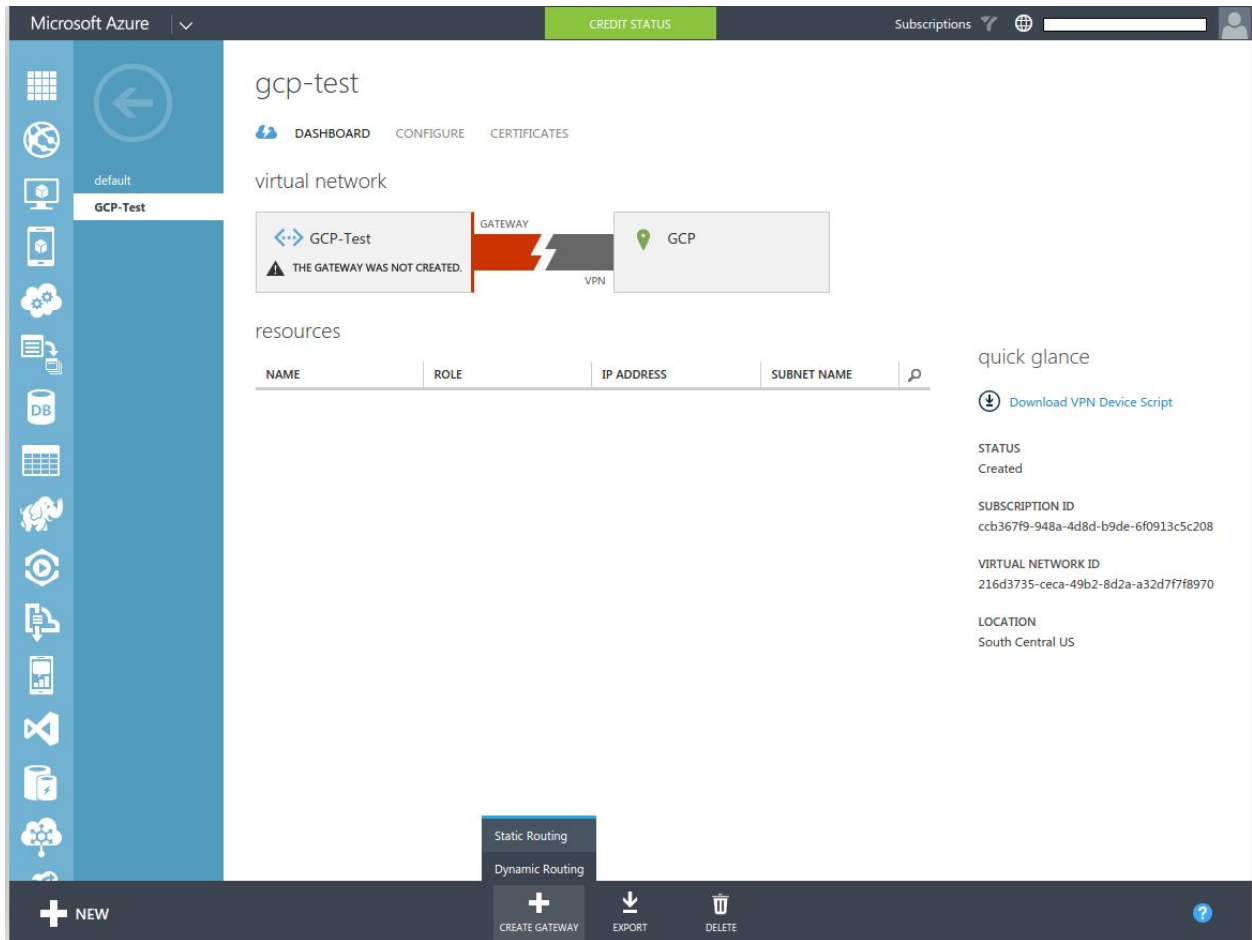 Microsoft Azure
CREDIT STATUS
Subscriptions
default
GCP-Test
gcp-test
DASHBOARD CONFIGURE CERTIFICATES
virtual network
GCP-Test
THE GATEWAY WAS NOT CREATED.
GATEWAY
VPN
GCP
resources
NAME ROLE IP ADDRESS SUBNET NAME
quick glance
Download VPN Device Script
STATUS
Created
SUBSCRIPTION ID
ccb367f9-948a-4d8d-b9de-6f0913c5c208
VIRTUAL NETWORK ID
216d3735-ceca-49b2-8d2a-a32d7f7f8970
LOCATION
South Central US
DB
Static Routing
Dynamic Routing
NEW
CREATE GATEWAY EXPORT DELETE
?